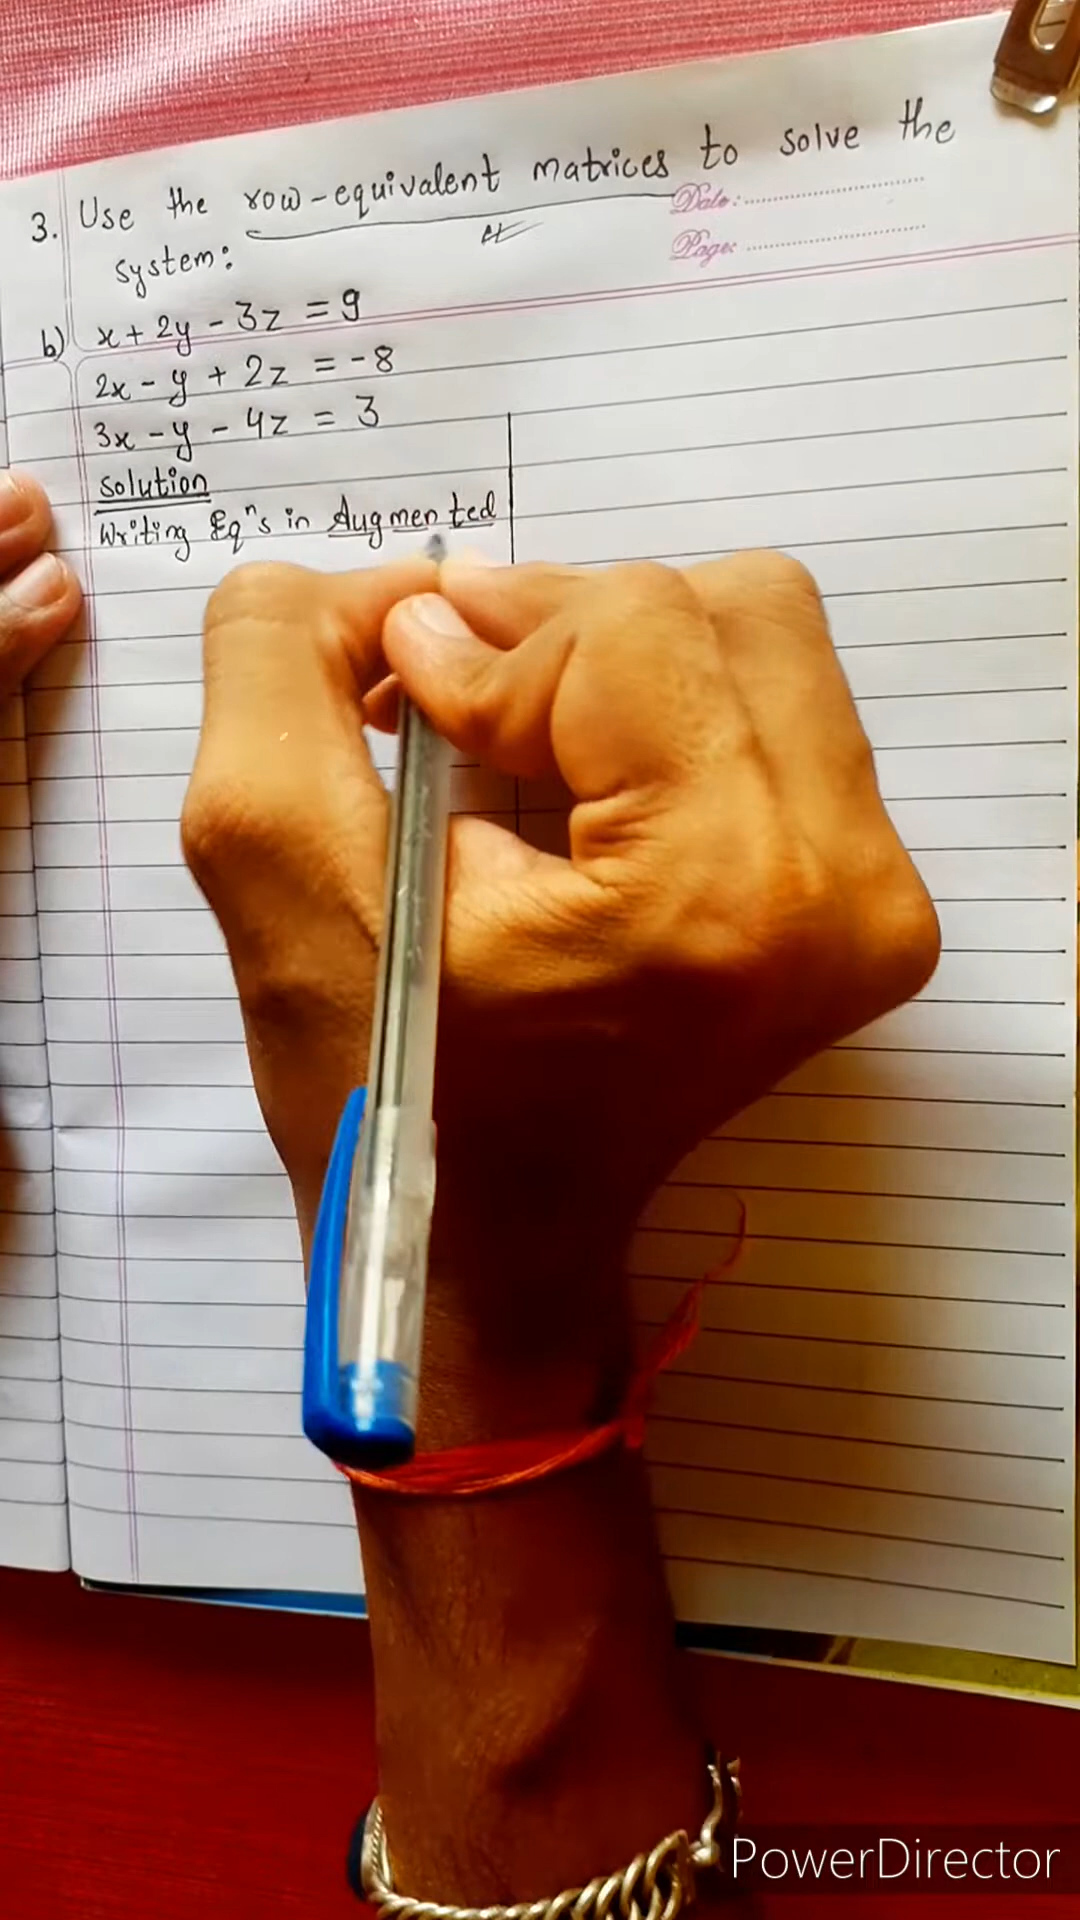 3. Use the row-equivalent matrices to solve the
Date:
system:
Page:
b) x + 2y - 3z = 9
2x - y + 2z = -8
3x - y - 4z = 3
Solution
Writing Eqⁿs in Augmented
PowerDirector